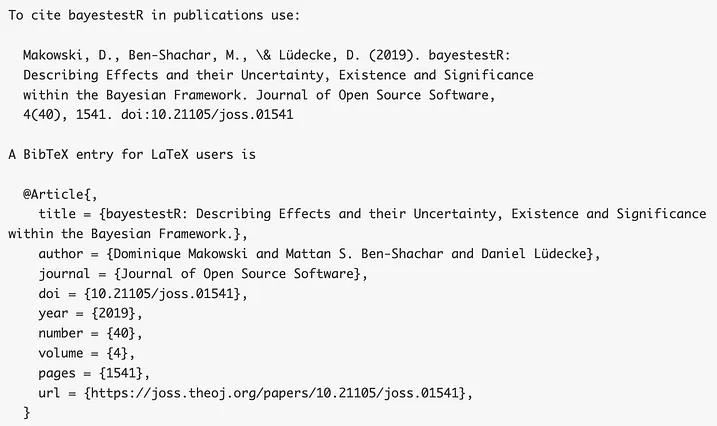 To cite bayestestR in publications use:
Makowski, D., Ben-Shachar, M., \& Lüdecke, D. (2019). bayestestR:
Describing Effects and their Uncertainty, Existence and Significance
within the Bayesian Framework. Journal of Open Source Software,
4(40), 1541. doi:10.21105/joss.01541
A BibTeX entry for LaTeX users is
@Article{,
title = {bayestestR: Describing Effects and their Uncertainty, Existence and Significance
within the Bayesian Framework.},
author = {Dominique Makowski and Mattan S. Ben-Shachar and Daniel Lüdecke},
journal = {Journal of Open Source Software},
doi = {10.21105/joss.01541},
year = {2019},
number = {40},
volume = {4},
pages = {1541},
url = {https://joss.theoj.org/papers/10.21105/joss.01541},
}